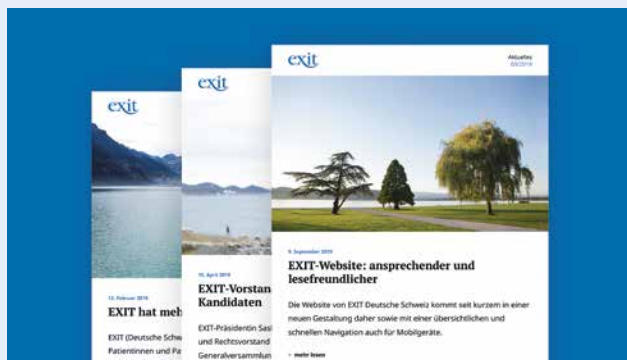 exit
Aktuelles
09/2019
9. September 2019
EXIT-Website: ansprechender und
lesefreundlicher
Die Website von EXIT Deutsche Schweiz kommt seit kurzem in einer
neuen Gestaltung daher sowie mit einer übersichtlichen und
schnellen Navigation auch für Mobilgeräte.
mehr lesen
exit
10. April 2019
EXIT-Vorstan
Kandidaten
EXIT-Präsidentin Sas
und Rechtsvorstand
Generalversammlun
exit
12. Februar 2019
EXIT hat meh
EXIT (Deutsche Schw
Patientinnen und Pa